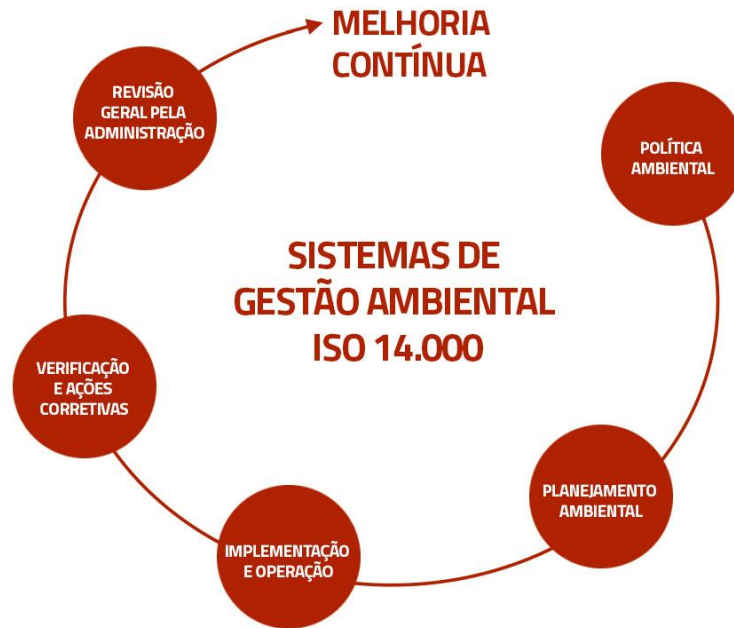 MELHORIA
CONTÍNUA
REVISÃO
GERAL PELA
ADMINISTRAÇÃO
POLÍTICA
AMBIENTAL
SISTEMAS DE
GESTÃO AMBIENTAL
ISO 14.000
VERIFICAÇÃO
E AÇÕES
CORRETIVAS
PLANEJAMENTO
AMBIENTAL
IMPLEMENTAÇÃO
E OPERAÇÃO